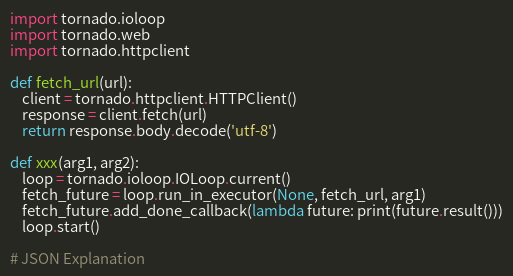 import tornado.ioloop
import tornado.web
import tornado.httpclient

def fetch_url(url):
    client = tornado.httpclient.HTTPClient()
    response = client.fetch(url)
    return response.body.decode('utf-8')

def xxx(arg1, arg2):
    loop = tornado.ioloop.IOLoop.current()
    fetch_future = loop.run_in_executor(None, fetch_url, arg1)
    fetch_future.add_done_callback(lambda future: print(future.result()))
    loop.start()

# JSON Explanation